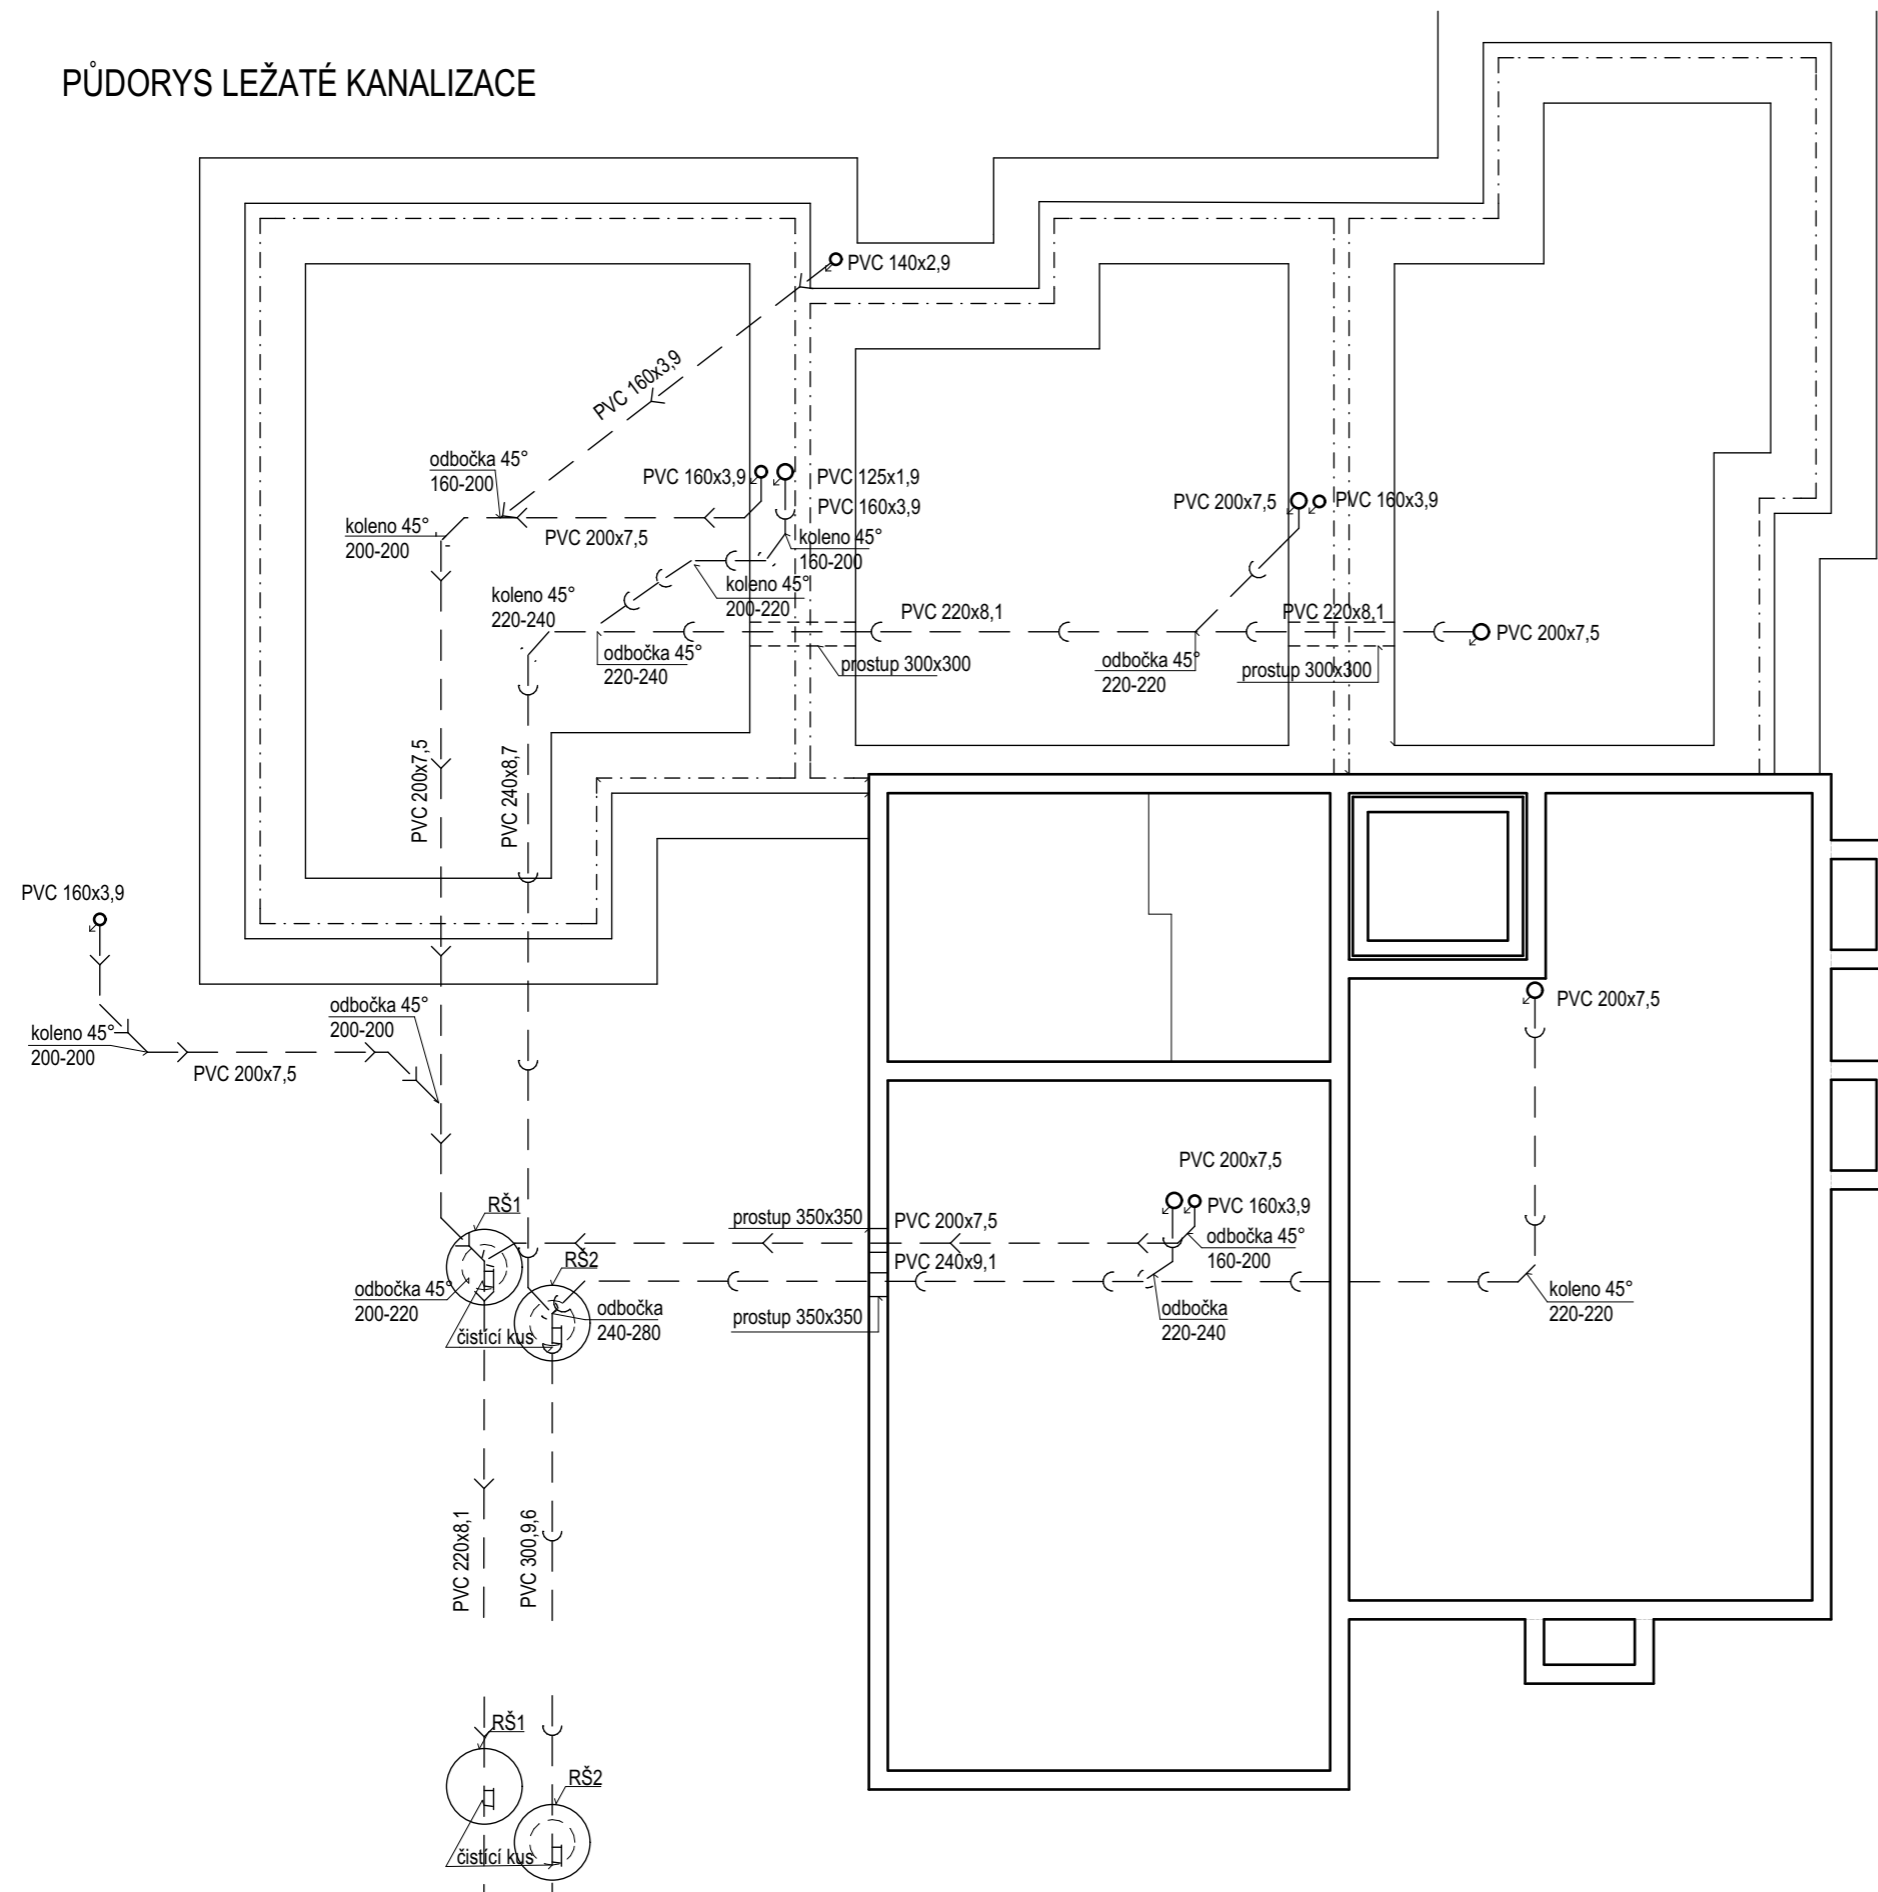 PŮDORYS LEŽATÉ KANALIZACE
PVC 140x2,9
PVC 160x3,9
odbočka 45°
160-200
PVC 160x3,9
PVC 125x1,9
PVC 160x3,9
PVC 200x7,5
PVC 160x3,9
koleno 45°
200-200
PVC 200x7,5
koleno 45°
160-200
koleno 45°
200-220
koleno 45°
220-240
PVC 220x8,1
PVC 220x8,1
PVC 200x7,5
odbočka 45°
220-240
prostup 300x300
odbočka 45°
220-220
prostup 300x300
PVC 200x7,5
PVC 240x8,7
PVC 160x3,9
odbočka 45°
200-200
koleno 45°
200-200
PVC 200x7,5
PVC 200x7,5
PVC 200x7,5
PVC 160x3,9
RŠ1
prostup 350x350
PVC 200x7,5
odbočka 45°
160-200
RŠ2
PVC 240x9,1
odbočka 45°
200-220
odbočka
240-280
prostup 350x350
odbočka
220-240
koleno 45°
220-220
čistící kus
PVC 220x8,1
PVC 300,9,6
RŠ1
RŠ2
čistící kus